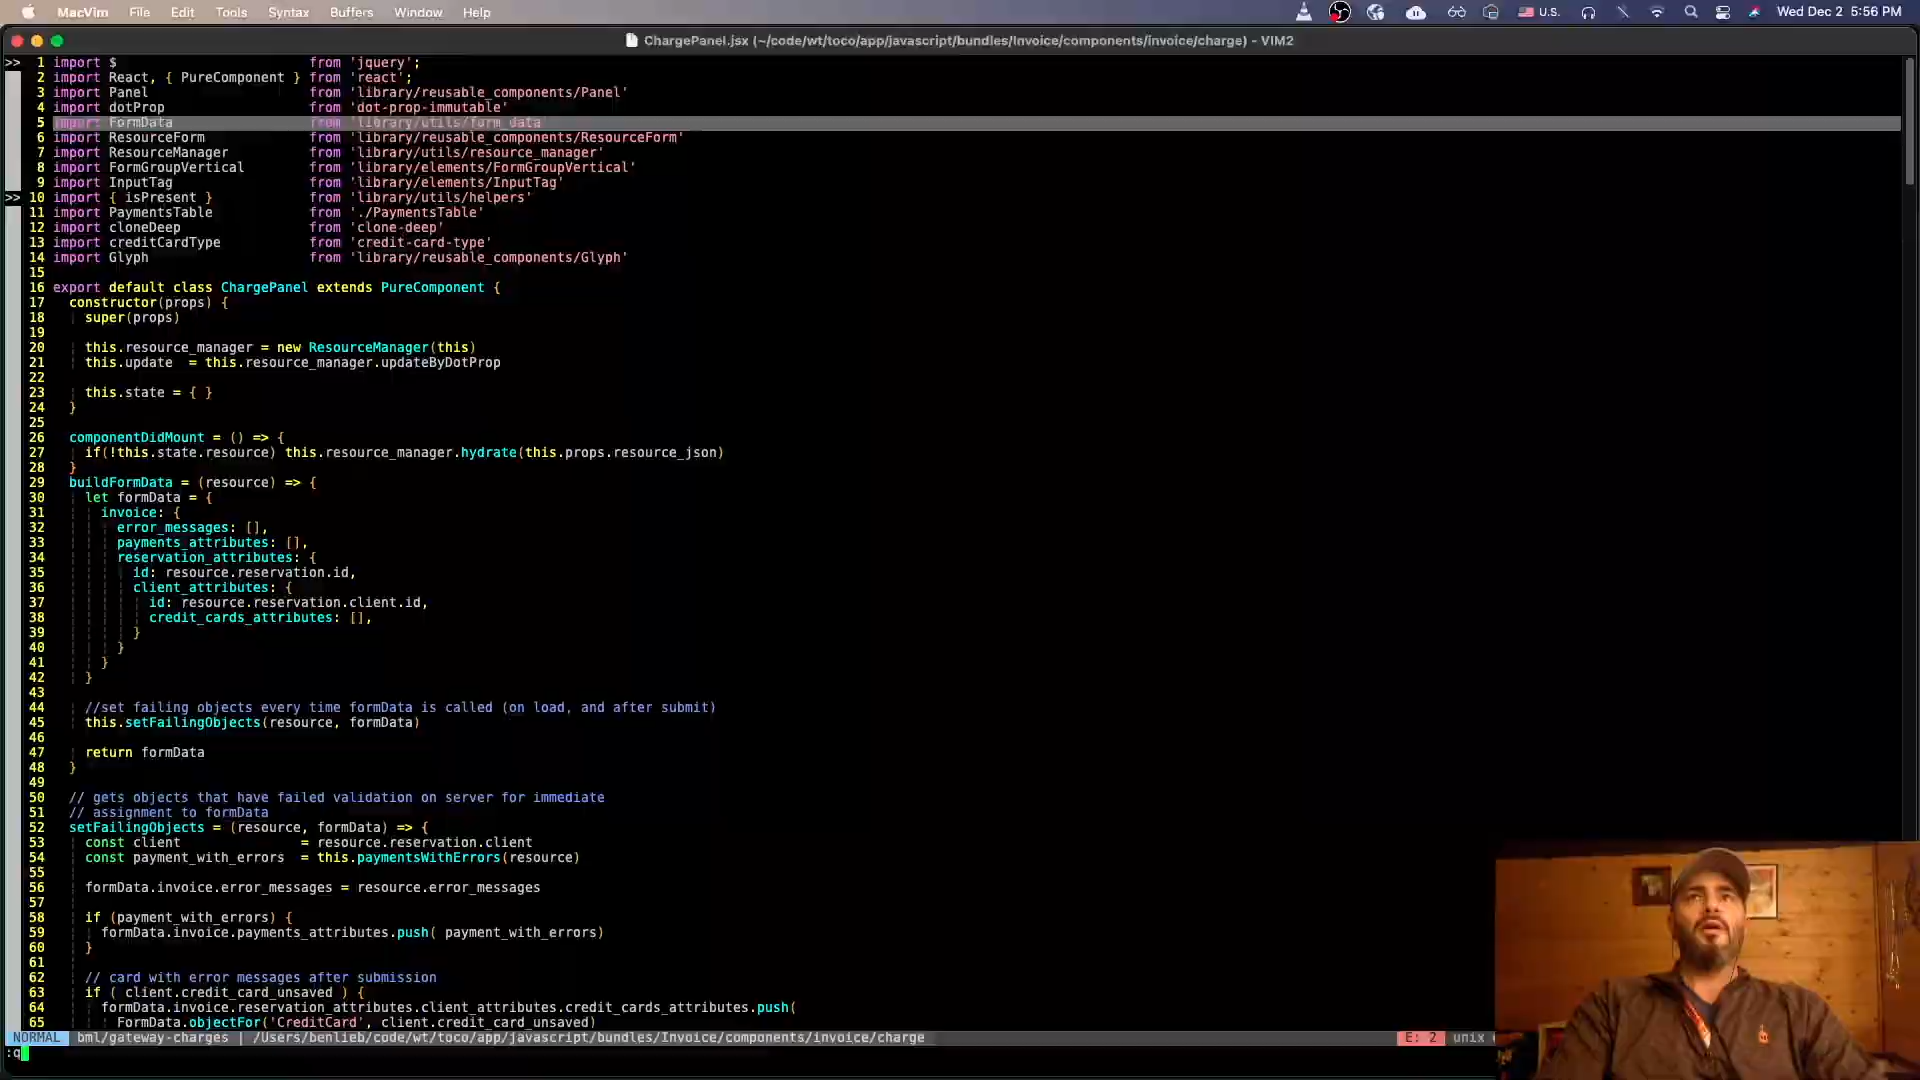 MacVim File Edit Tools Syntax Buffers Window Help U.S. Wed Dec 2 5:56 PM
ChargePanel.jsx (~/code/wt/toco/app/javascript/bundles/Invoice/components/invoice/charge) - VIM2
>> 1 import $ from 'jquery';
2 import React, { PureComponent } from 'react';
3 import Panel from 'library/reusable_components/Panel'
4 import dotProp from 'dot-prop-immutable'
5 import FormData from 'library/utils/form_data
6 import ResourceForm from 'library/reusable_components/ResourceForm'
7 import ResourceManager from 'library/utils/resource_manager'
8 import FormGroupVertical from 'library/elements/FormGroupVertical'
9 import InputTag from 'library/elements/InputTag'
>> 10 import { isPresent } from 'library/utils/helpers'
11 import PaymentsTable from './PaymentsTable'
12 import cloneDeep from 'clone-deep'
13 import creditCardType from 'credit-card-type'
14 import Glyph from 'library/reusable_components/Glyph'
15
16 export default class ChargePanel extends PureComponent {
17 constructor(props) {
18 super(props)
19
20 this.resource_manager = new ResourceManager(this)
21 this.update = this.resource_manager.updateByDotProp
22
23 this.state = { }
24 }
25
26 componentDidMount = () => {
27 if(!this.state.resource) this.resource_manager.hydrate(this.props.resource_json)
28 }
29 buildFormData = (resource) => {
30 let formData = {
31 invoice: {
32 error_messages: [],
33 payments_attributes: [],
34 reservation_attributes: {
35 id: resource.reservation.id,
36 client_attributes: {
37 id: resource.reservation.client.id,
38 credit_cards_attributes: [],
39 }
40 }
41 }
42 }
43
44 //set failing objects every time formData is called (on load, and after submit)
45 this.setFailingObjects(resource, formData)
46
47 return formData
48 }
49
50 // gets objects that have failed validation on server for immediate
51 // assignment to formData
52 setFailingObjects = (resource, formData) => {
53 const client = resource.reservation.client
54 const payment_with_errors = this.paymentsWithErrors(resource)
55
56 formData.invoice.error_messages = resource.error_messages
57
58 if (payment_with_errors) {
59 formData.invoice.payments_attributes.push( payment_with_errors)
60 }
61
62 // card with error messages after submission
63 if ( client.credit_card_unsaved ) {
64 formData.invoice.reservation_attributes.client_attributes.credit_cards_attributes.push(
65 FormData.objectFor('CreditCard', client.credit_card_unsaved)
NORMAL bml/gateway-charges | /Users/benlieb/code/wt/toco/app/javascript/bundles/Invoice/components/invoice/charge E: 2 unix
:q